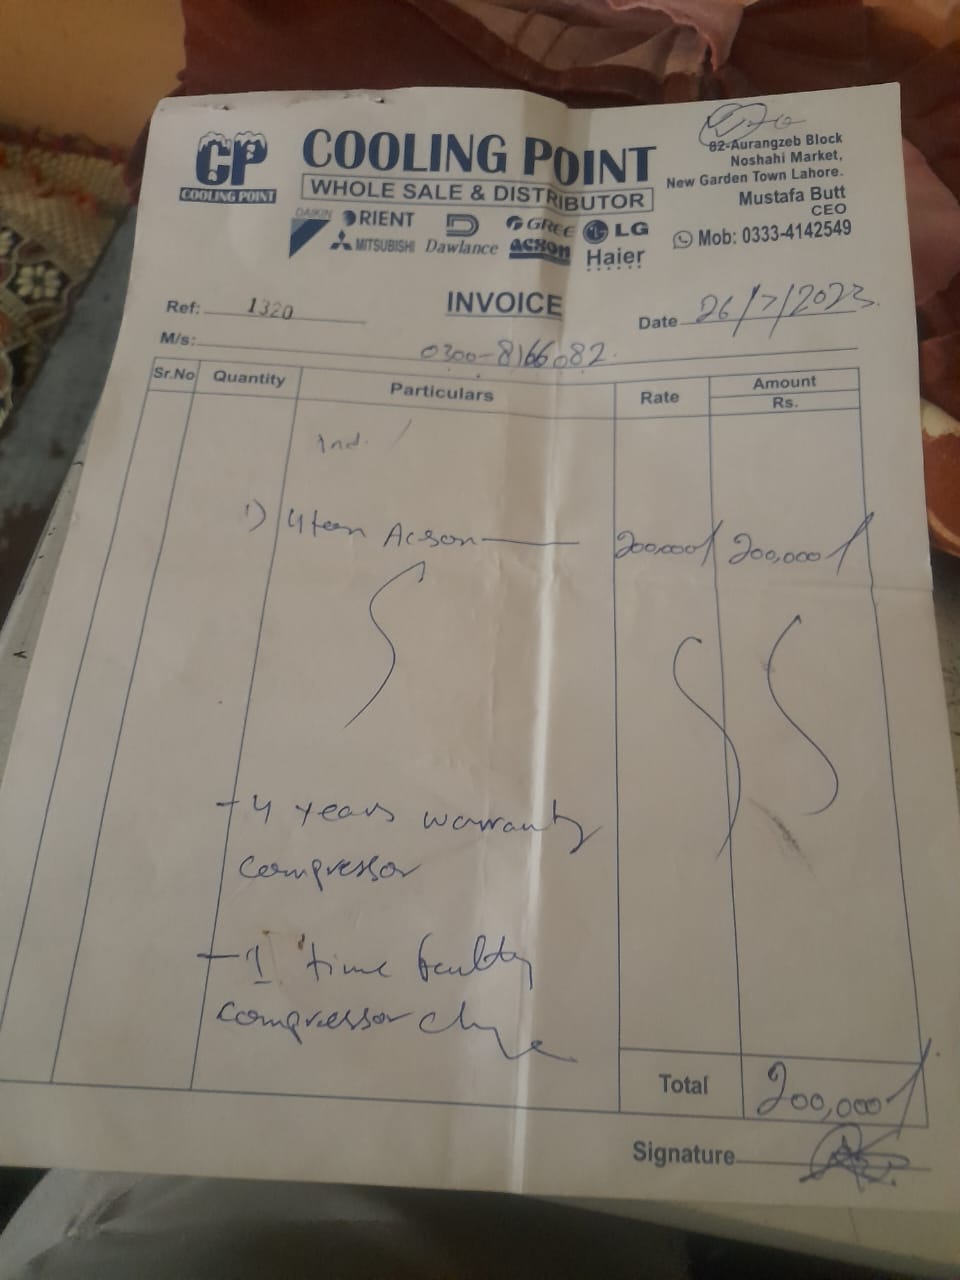 CP
COOLING POINT
COOLING POINT
WHOLE SALE & DISTRIBUTOR
DAIKIN ORIENT Dawlance GREE LG
MITSUBISHI acson Haier
82-Aurangzeb Block
Noshahi Market,
New Garden Town Lahore.
Mustafa Butt
CEO
Mob: 0333-4142549
Ref: 1320
INVOICE
Date 26/7/2023.
M/s: 0300-8166082.
Sr.No Quantity Particulars Rate Amount
Rs.
Ind.
1) 4 ton Acson 200,000/ 200,000/
- 4 years warranty
compressor
- 1 time faulty
compressor
Total 200,000/
Signature